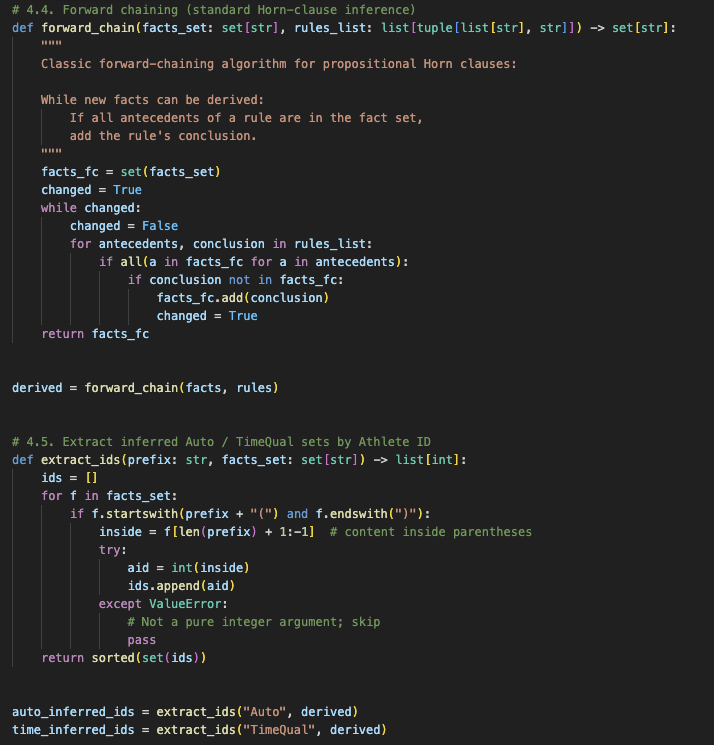 # 4.4. Forward chaining (standard Horn-clause inference)
def forward_chain(facts_set: set[str], rules_list: list[tuple[list[str], str]]) -> set[str]:
    """
    Classic forward-chaining algorithm for propositional Horn clauses:

    While new facts can be derived:
        If all antecedents of a rule are in the fact set,
        add the rule's conclusion.
    """
    facts_fc = set(facts_set)
    changed = True
    while changed:
        changed = False
        for antecedents, conclusion in rules_list:
            if all(a in facts_fc for a in antecedents):
                if conclusion not in facts_fc:
                    facts_fc.add(conclusion)
                    changed = True
    return facts_fc


derived = forward_chain(facts, rules)


# 4.5. Extract inferred Auto / TimeQual sets by Athlete ID
def extract_ids(prefix: str, facts_set: set[str]) -> list[int]:
    ids = []
    for f in facts_set:
        if f.startswith(prefix + "(") and f.endswith(")"):
            inside = f[len(prefix) + 1:-1]  # content inside parentheses
            try:
                aid = int(inside)
                ids.append(aid)
            except ValueError:
                # Not a pure integer argument; skip
                pass
    return sorted(set(ids))


auto_inferred_ids = extract_ids("Auto", derived)
time_inferred_ids = extract_ids("TimeQual", derived)